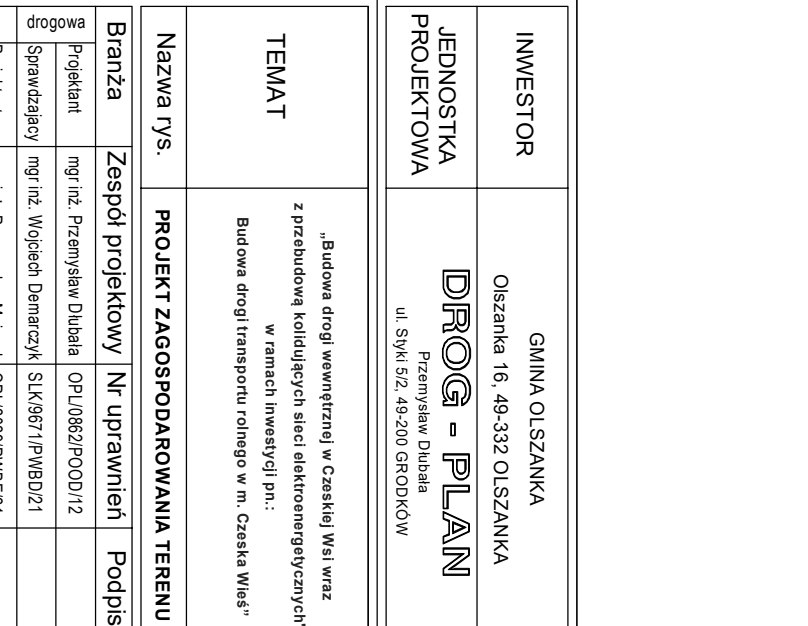 INWESTOR
GMINA OLSZANKA
Olszanka 16, 49-332 OLSZANKA
JEDNOSTKA
PROJEKTOWA
DROG - PLAN
Przemysław Dłubała
ul. Styki 5/2, 49-200 GRODKÓW
TEMAT
„Budowa drogi wewnętrznej w Czeskiej Wsi wraz
z przebudową kolidujących sieci elektroenergetycznych"
w ramach inwestycji pn.:
Budowa drogi transportu rolnego w m. Czeska Wieś”
Nazwa rys.
PROJEKT ZAGOSPODAROWANIA TERENU
Branża Zespół projektowy Nr uprawnień Podpis
drogowa
Projektant mgr inż. Przemysław Dłubała OPL/0862/POOD/12
Sprawdzajacy mgr inż. Wojciech Demarczyk SLK/9671/PWBD/21